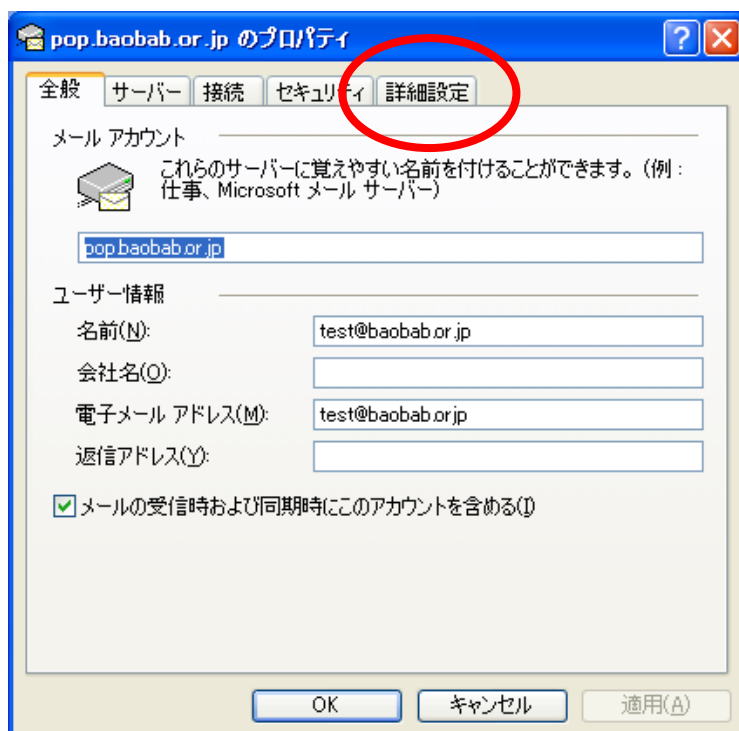 pop.baobab.or.jp のプロパティ
全般 サーバー 接続 セキュリティ 詳細設定
メール アカウント
これらのサーバーに覚えやすい名前を付けることができます。(例：
仕事、Microsoft メール サーバー)
pop.baobab.or.jp
ユーザー情報
名前(N): test@baobab.or.jp
会社名(O):
電子メール アドレス(M): test@baobab.or.jp
返信アドレス(Y):
メールの受信時および同期時にこのアカウントを含める(I)
OK キャンセル 適用(A)